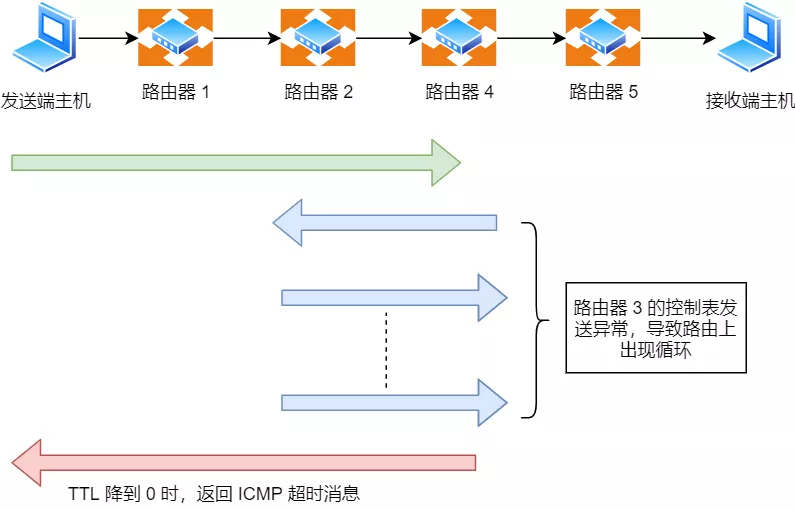 发送端主机
路由器 1
路由器 2
路由器 4
路由器 5
接收端主机
路由器 3 的控制表发
送异常，导致路由上
出现循环
TTL 降到 0 时，返回 ICMP 超时消息